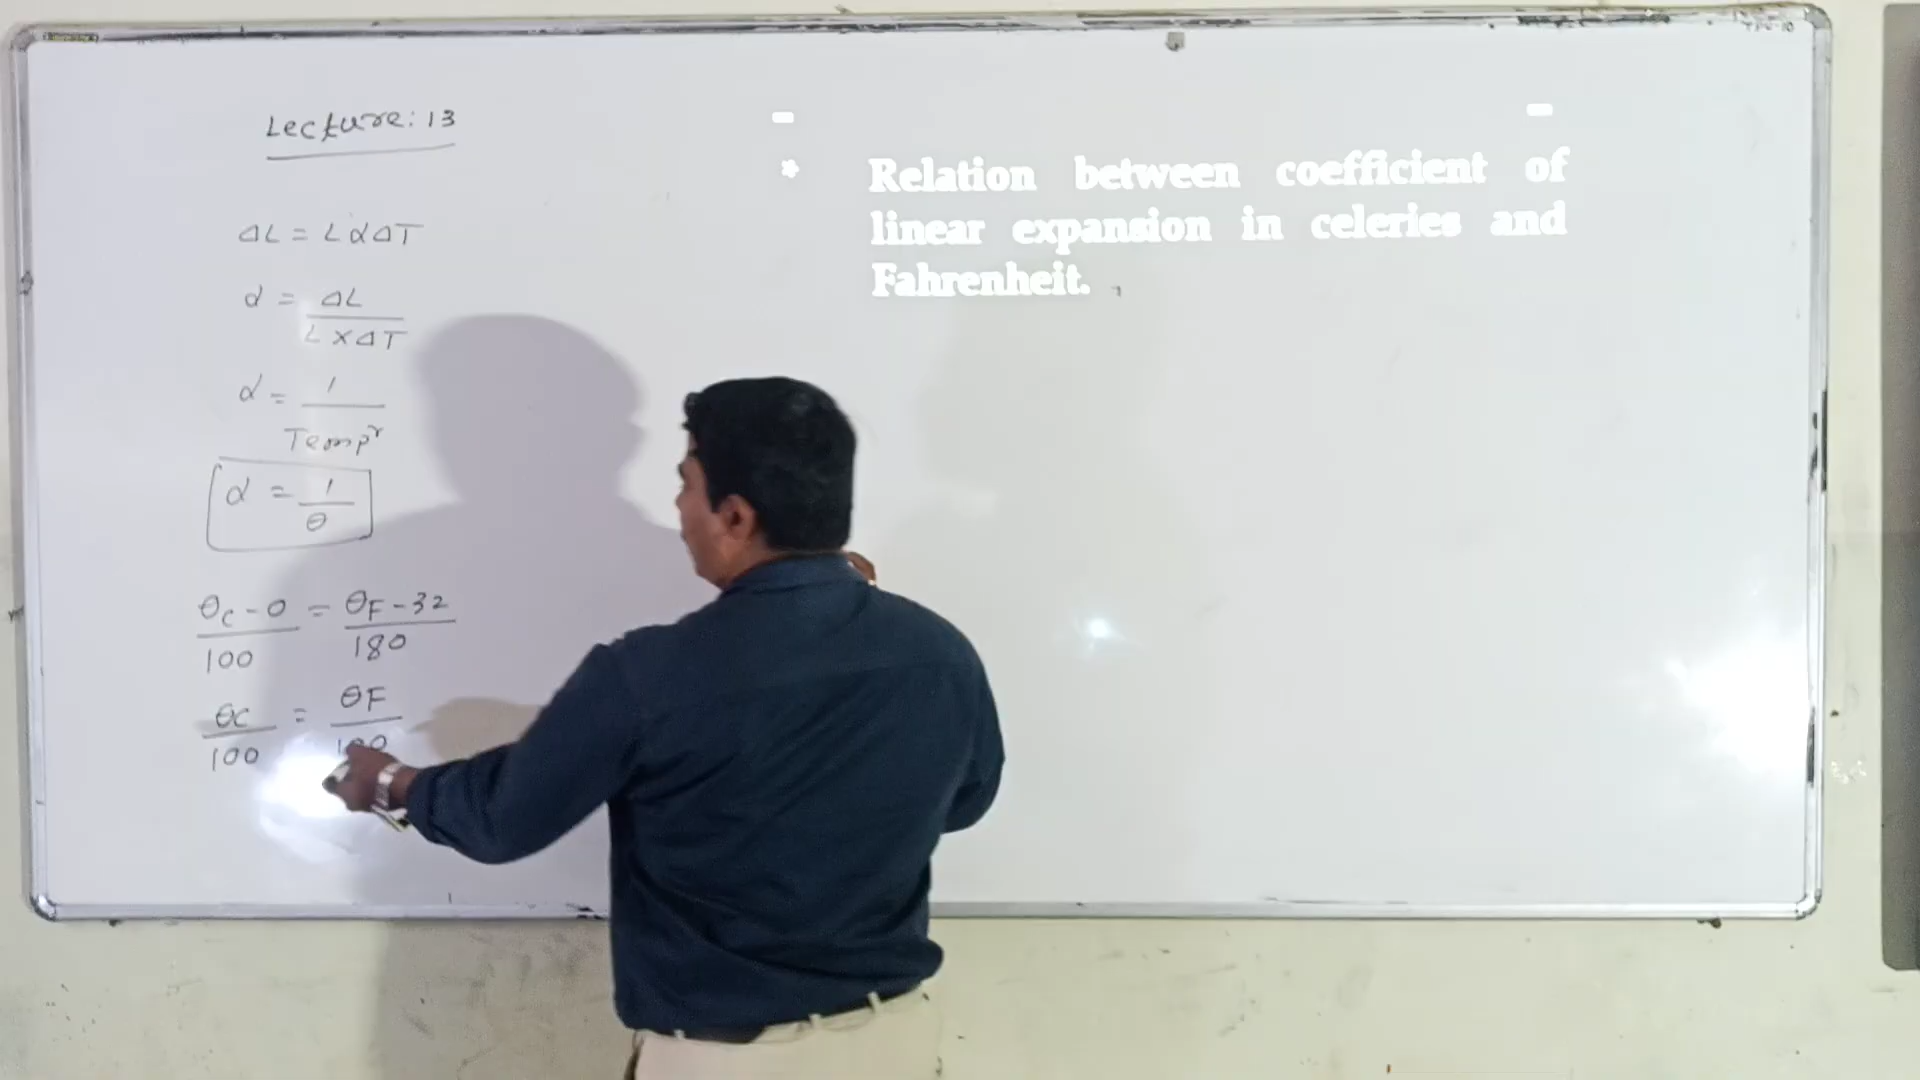 Lecture: 13
ΔL = LαΔT
α = ΔL
L×ΔT
α = 1
Tempʳ
α = 1
θ
θc - 0 = θF - 32
100 180
θC = θF
100
* Relation between coefficient of
linear expansion in celeries and
Fahrenheit.